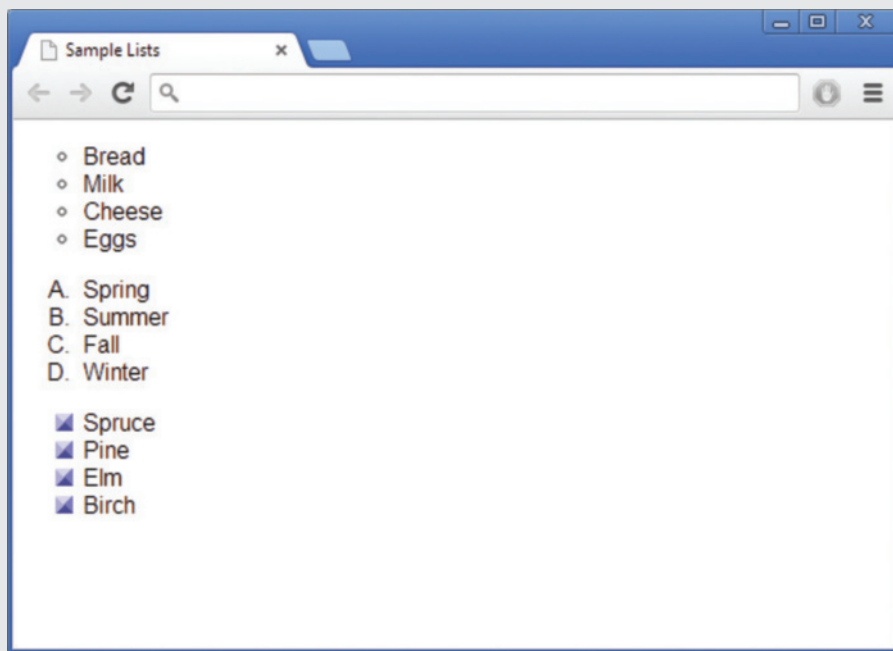 Sample Lists
Bread
Milk
Cheese
Eggs
A. Spring
B. Summer
C. Fall
D. Winter
Spruce
Pine
Elm
Birch